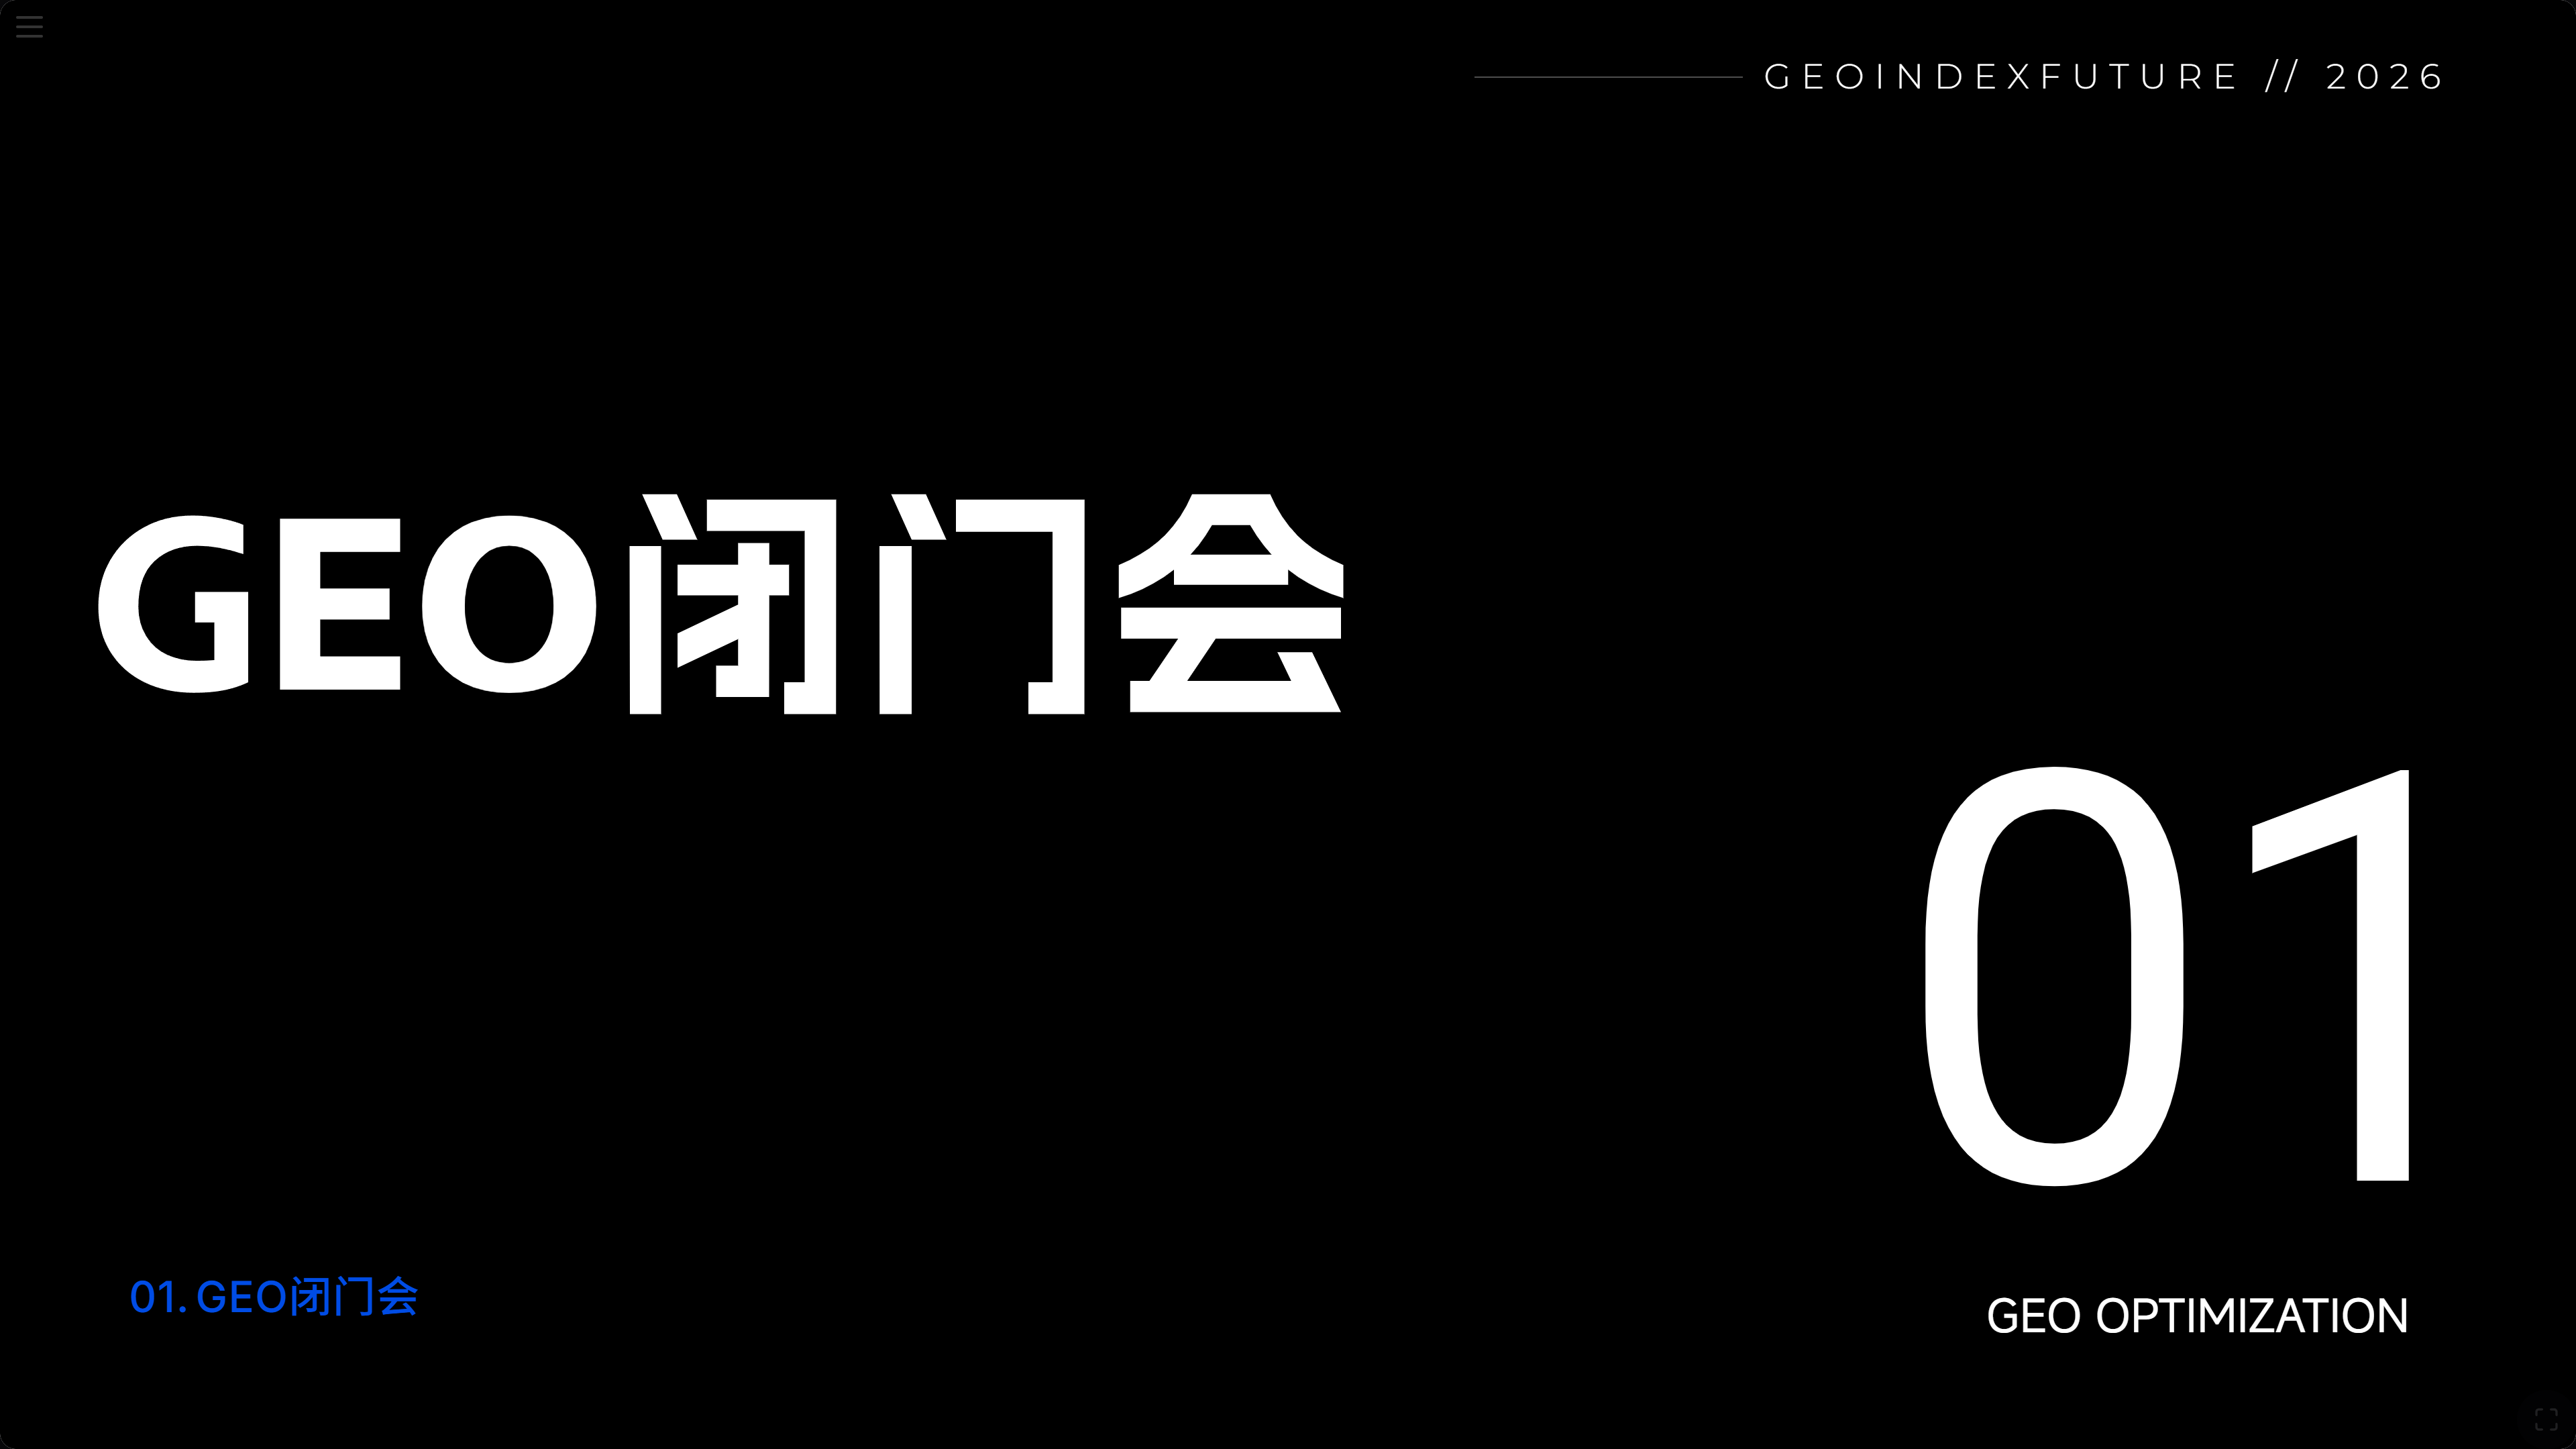 GEOINDEXFUTURE // 2026
GEO闭门会
01
01. GEO闭门会
GEO OPTIMIZATION